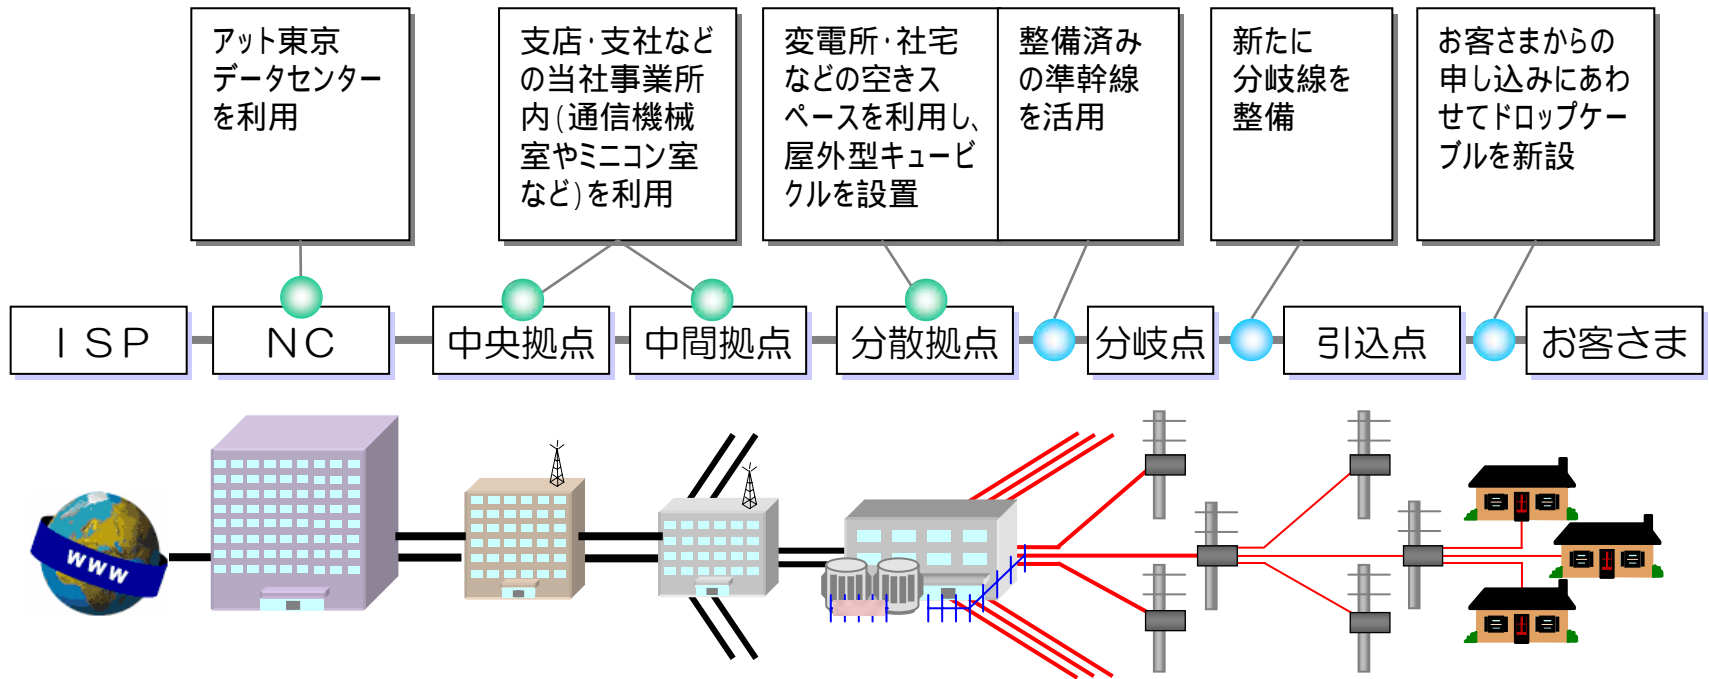 アット東京
データセンター
を利用
支店・支社など
の当社事業所
内(通信機械
室やミニコン室
など)を利用
変電所・社宅
などの空きス
ペースを利用し、
屋外型キュービ
クルを設置
整備済み
の準幹線
を活用
新たに
分岐線を
整備
お客さまからの
申し込みにあわ
せてドロップケー
ブルを新設
ISP
NC
中央拠点
中間拠点
分散拠点
分岐点
引込点
お客さま
WWW